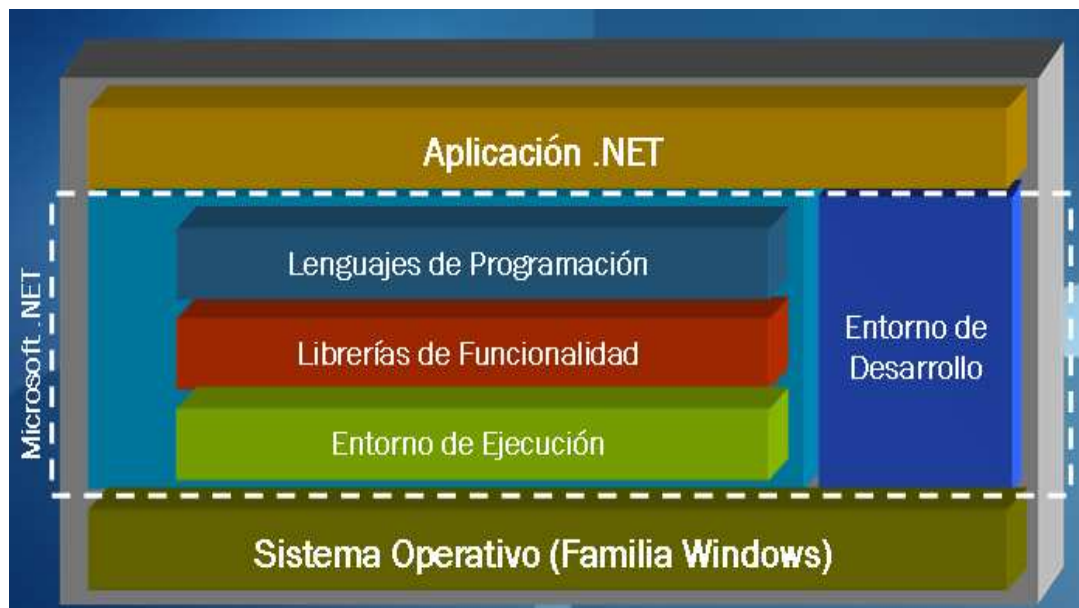 Aplicación .NET
Microsoft .NET
Lenguajes de Programación
Librerías de Funcionalidad
Entorno de Ejecución
Entorno de
Desarrollo
Sistema Operativo (Familia Windows)